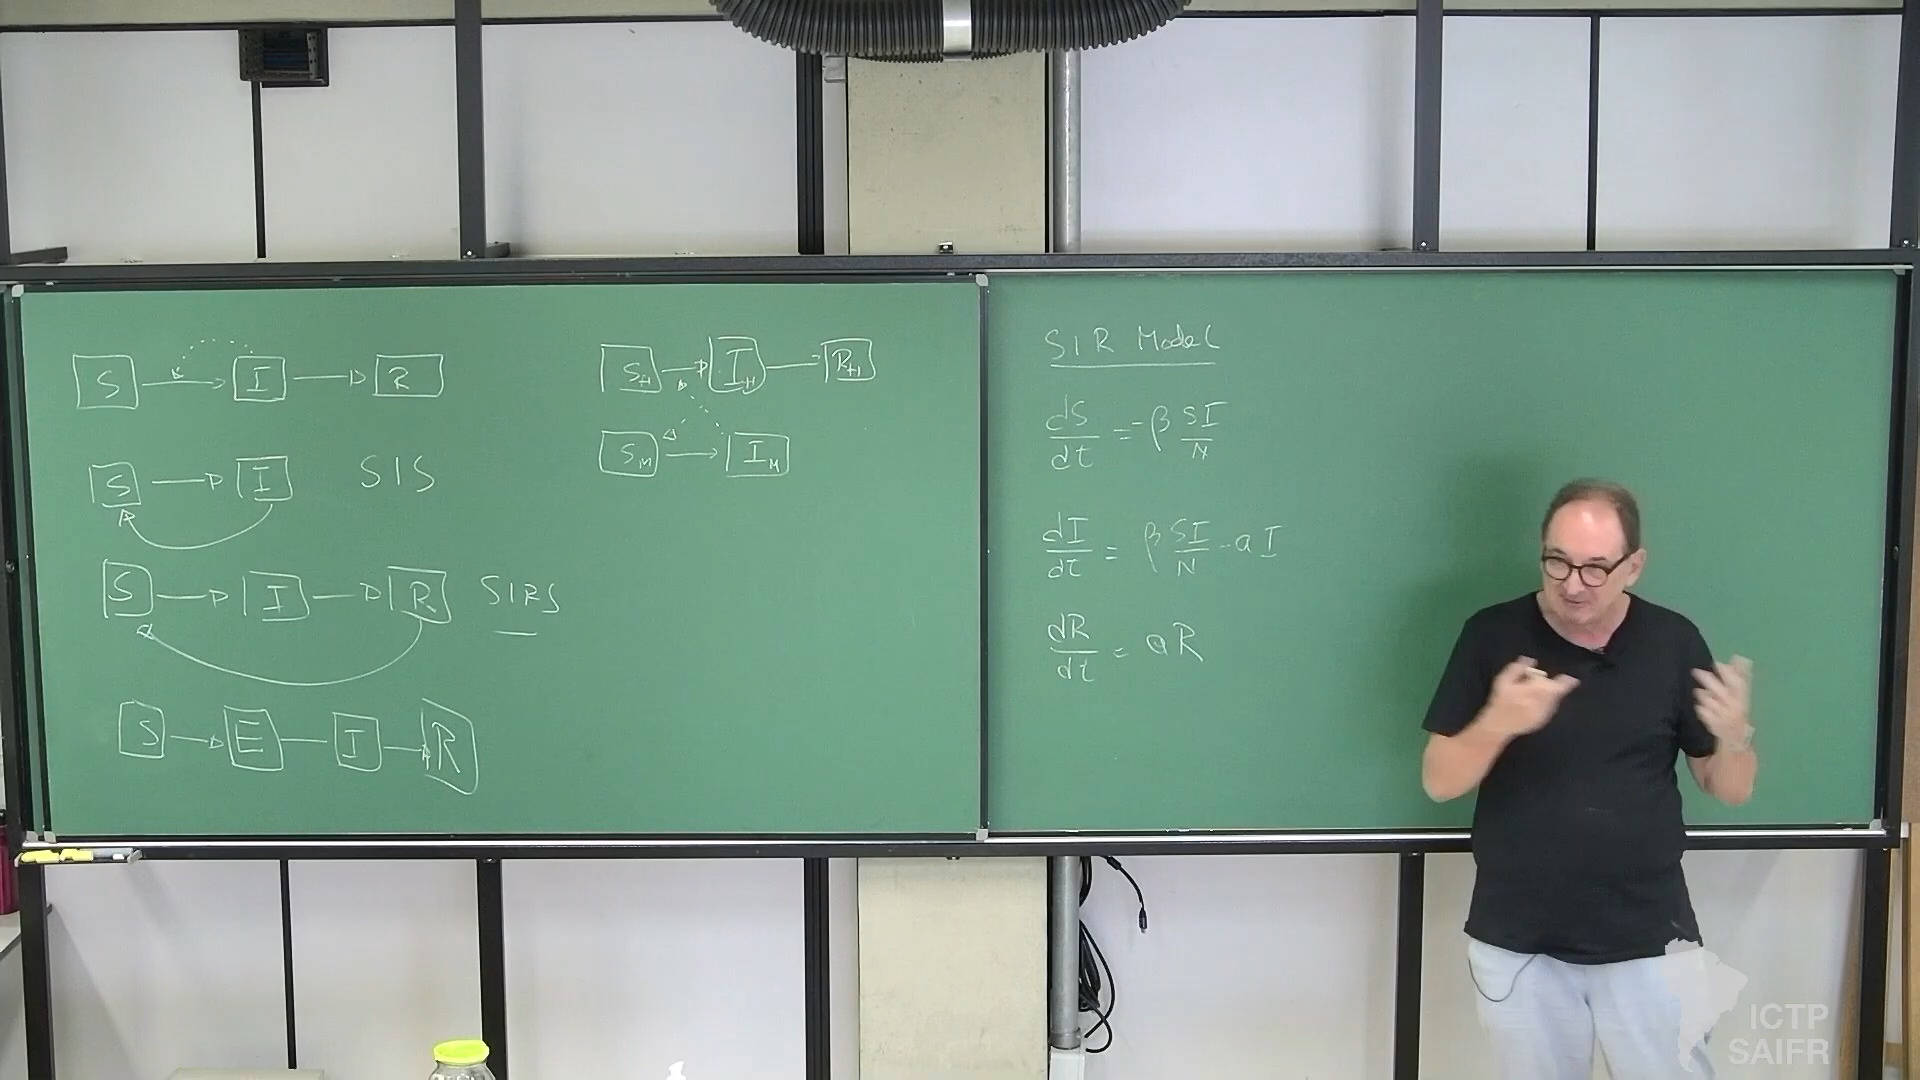 S I R
S I SIS
S I R SIRS
S E I R
S_H I_H R_H
S_M I_M
SIR Model
dS/dt = -β SI/N
dI/dt = β SI/N - aI
dR/dt = aR
ICTP
SAIFR